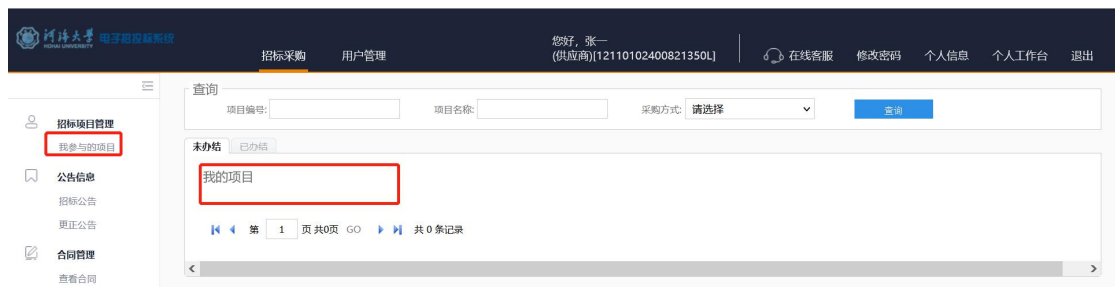 河海大学 电子招投标系统
HOHAI UNIVERSITY
招标采购 用户管理
您好，张一
(供应商)[12110102400821350L]
在线客服 修改密码 个人信息 个人工作台 退出
招标项目管理
我参与的项目
公告信息
招标公告
更正公告
合同管理
查看合同
查询
项目编号: 项目名称: 采购方式: 请选择 查询
未办结 已办结
我的项目
第 1 页 共0页 GO 共 0 条记录